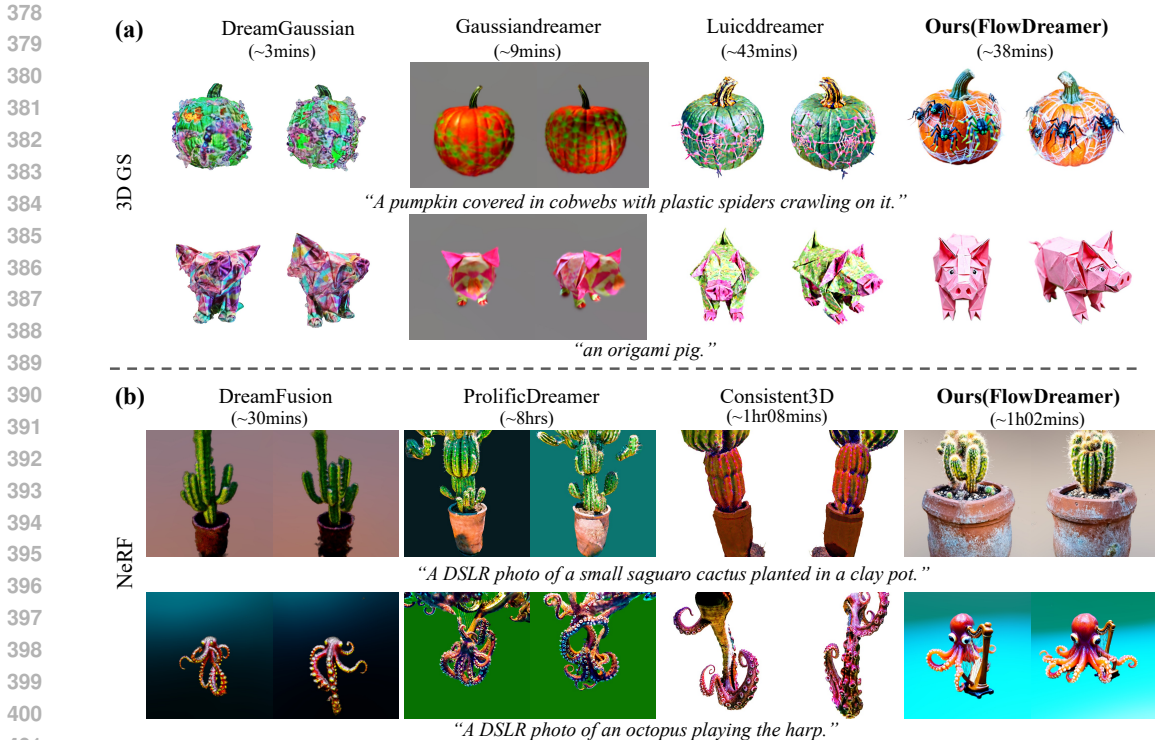 378
379
380
381
382
383
384
385
386
387
388
389
390
391
392
393
394
395
396
397
398
399
400
(a)
DreamGaussian
(~3mins)
Gaussiandreamer
(~9mins)
Luicddreamer
(~43mins)
Ours(FlowDreamer)
(~38mins)
3D GS
“A pumpkin covered in cobwebs with plastic spiders crawling on it.”
“an origami pig.”
(b)
DreamFusion
(~30mins)
ProlificDreamer
(~8hrs)
Consistent3D
(~1hr08mins)
Ours(FlowDreamer)
(~1h02mins)
NeRF
“A DSLR photo of a small saguaro cactus planted in a clay pot.”
“A DSLR photo of an octopus playing the harp.”